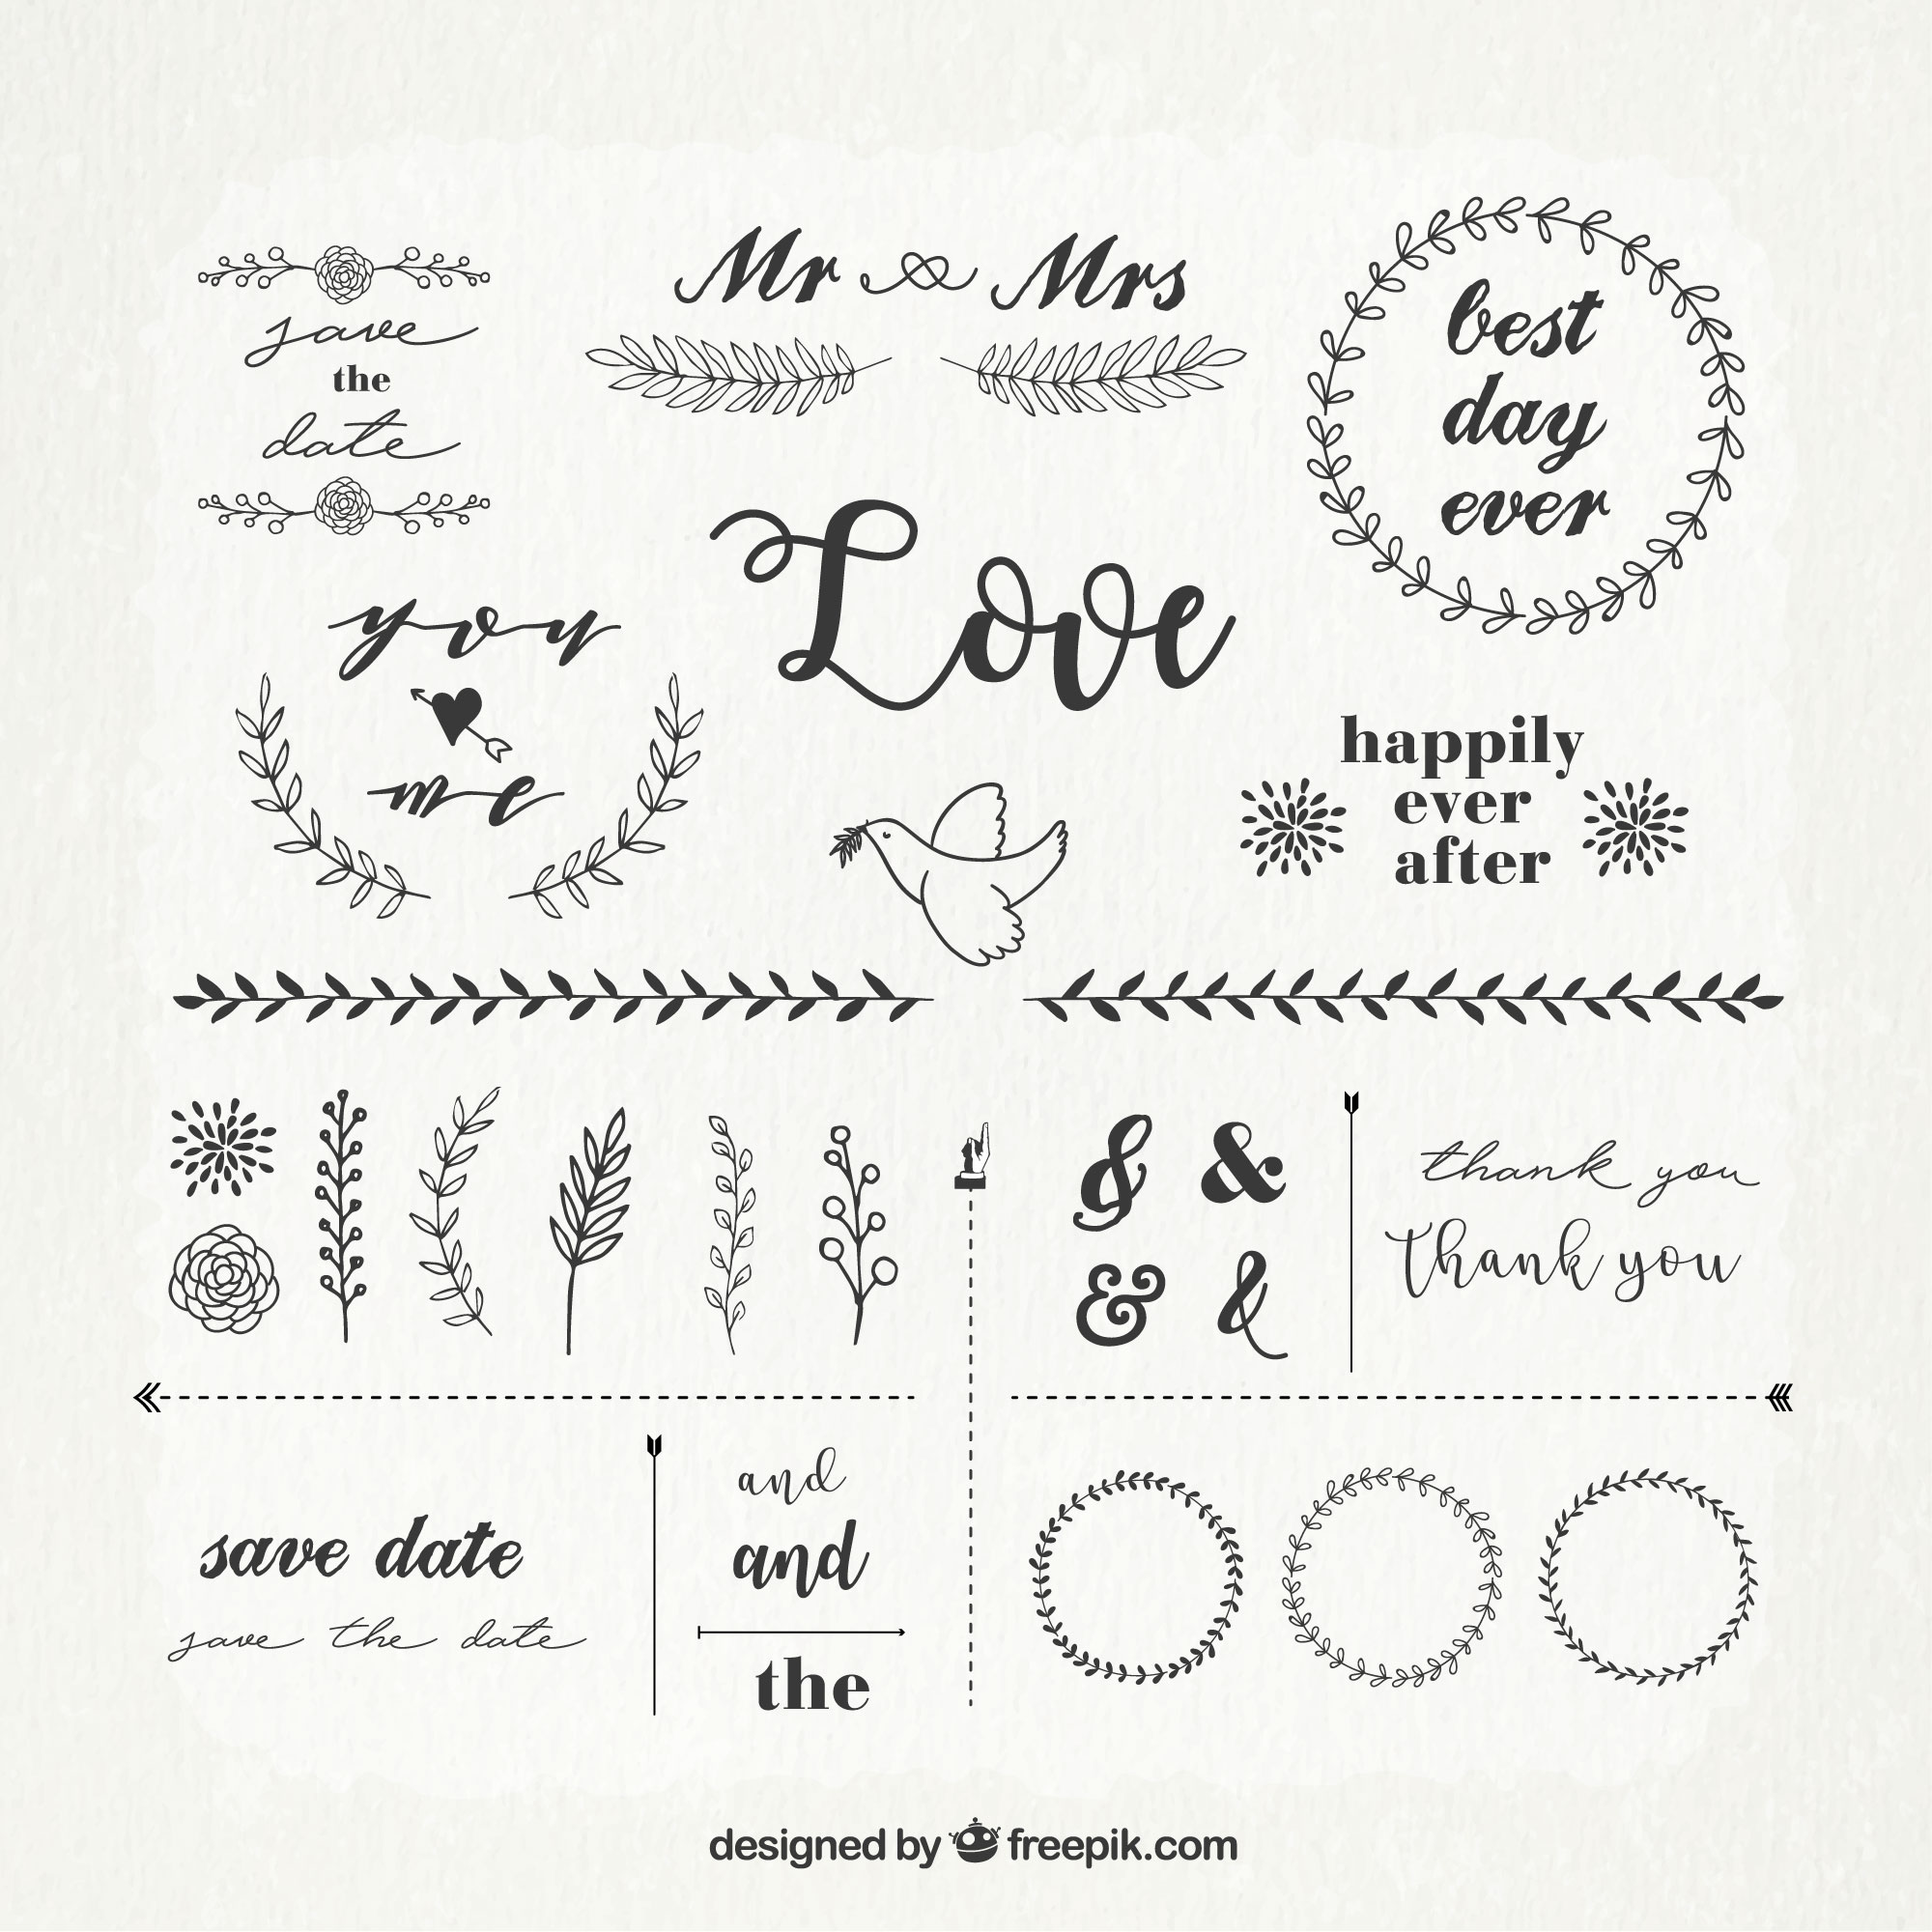 save
the
date
Mr & Mrs
best
day
ever
Love
you
me
happily
ever
after
& &
& &
thank you
thank you
save date
save the date
and
and
the
designed by freepik.com